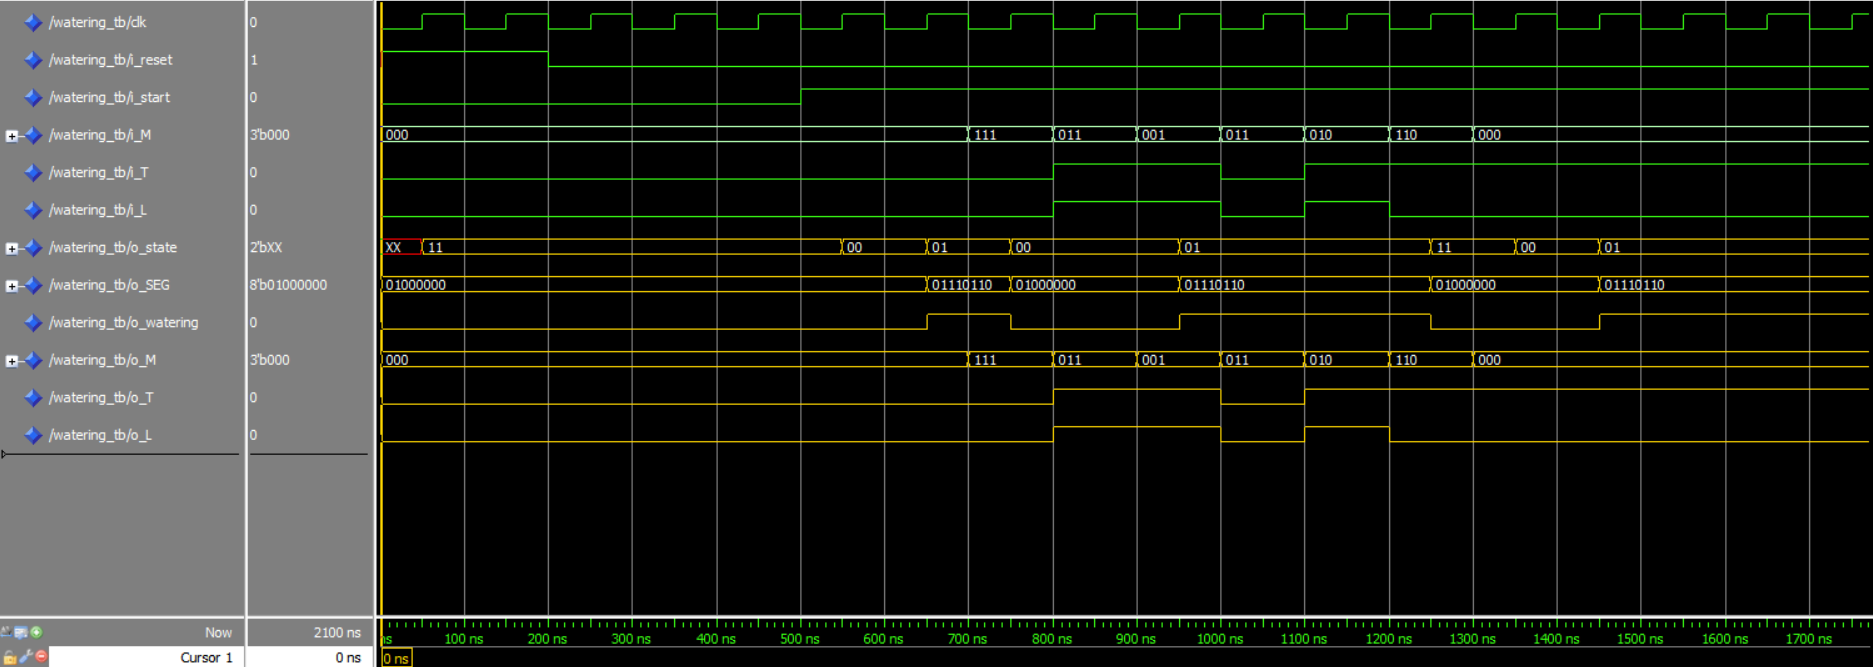 /watering_tb/clk 0
/watering_tb/i_reset 1
/watering_tb/i_start 0
/watering_tb/i_M 3'b000 000 111 011 001 011 010 110 000
/watering_tb/i_T 0
/watering_tb/i_L 0
/watering_tb/o_state 2'bXX XX 11 00 01 00 01 11 00 01
/watering_tb/o_SEG 8'b01000000 01000000 01110110 01000000 01110110 01000000 01110110
/watering_tb/o_watering 0
/watering_tb/o_M 3'b000 000 111 011 001 011 010 110 000
/watering_tb/o_T 0
/watering_tb/o_L 0
Now 2100 ns ns 100 ns 200 ns 300 ns 400 ns 500 ns 600 ns 700 ns 800 ns 900 ns 1000 ns 1100 ns 1200 ns 1300 ns 1400 ns 1500 ns 1600 ns 1700 ns
Cursor 1 0 ns 0 ns